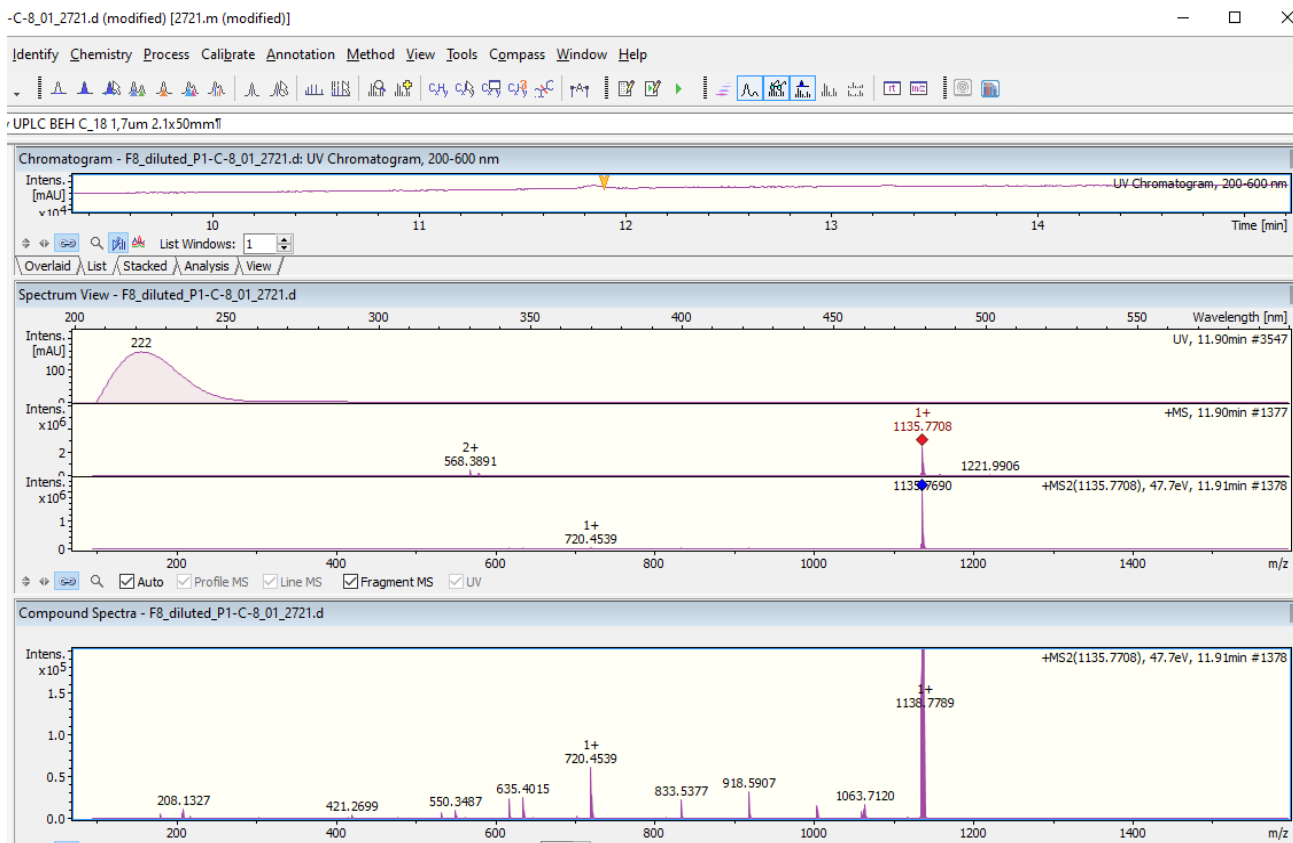 -C-8_01_2721.d (modified) [2721.m (modified)]
Identify Chemistry Process Calibrate Annotation Method View Tools Compass Window Help
UPLC BEH C_18 1,7um 2.1x50mm¶
Chromatogram - F8_diluted_P1-C-8_01_2721.d: UV Chromatogram, 200-600 nm
Intens.
[mAU]
x10⁴
UV Chromatogram, 200-600 nm
10 11 12 13 14 Time [min]
List Windows: 1
Overlaid List Stacked Analysis View
Spectrum View - F8_diluted_P1-C-8_01_2721.d
200 250 300 350 400 450 500 550 Wavelength [nm]
Intens.
[mAU]
100
222
UV, 11.90min #3547
Intens.
x10⁶
2
0
2+
568.3891
1+
1135.7708
1221.9906
+MS, 11.90min #1377
Intens.
x10⁶
1
0
1+
720.4539
1135.7690
+MS2(1135.7708), 47.7eV, 11.91min #1378
200 400 600 800 1000 1200 1400 m/z
Auto Profile MS Line MS Fragment MS UV
Compound Spectra - F8_diluted_P1-C-8_01_2721.d
Intens.
x10⁵
+MS2(1135.7708), 47.7eV, 11.91min #1378
1.5
1.0
0.5
0.0
208.1327
421.2699
550.3487
635.4015
1+
720.4539
833.5377
918.5907
1063.7120
1+
1138.7789
200 400 600 800 1000 1200 1400 m/z